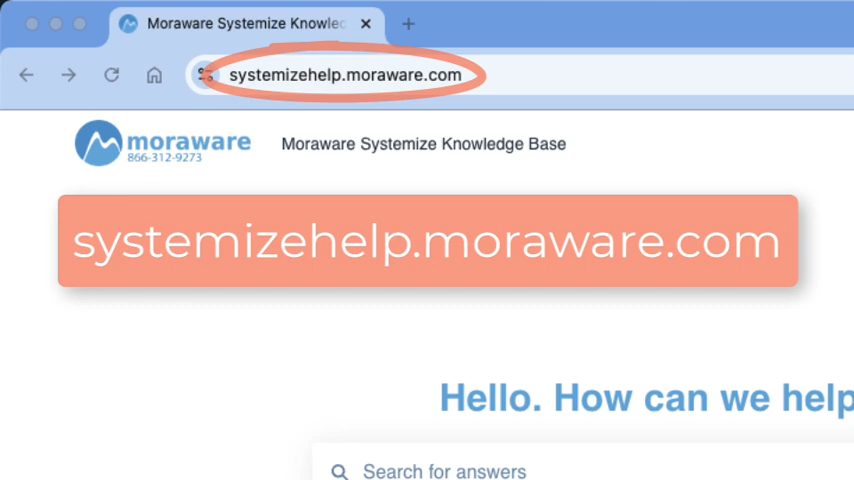 Moraware Systemize Knowled
systemizehelp.moraware.com
moraware
866-312-9273
Moraware Systemize Knowledge Base
systemizehelp.moraware.com
Hello. How can we help
Search for answers